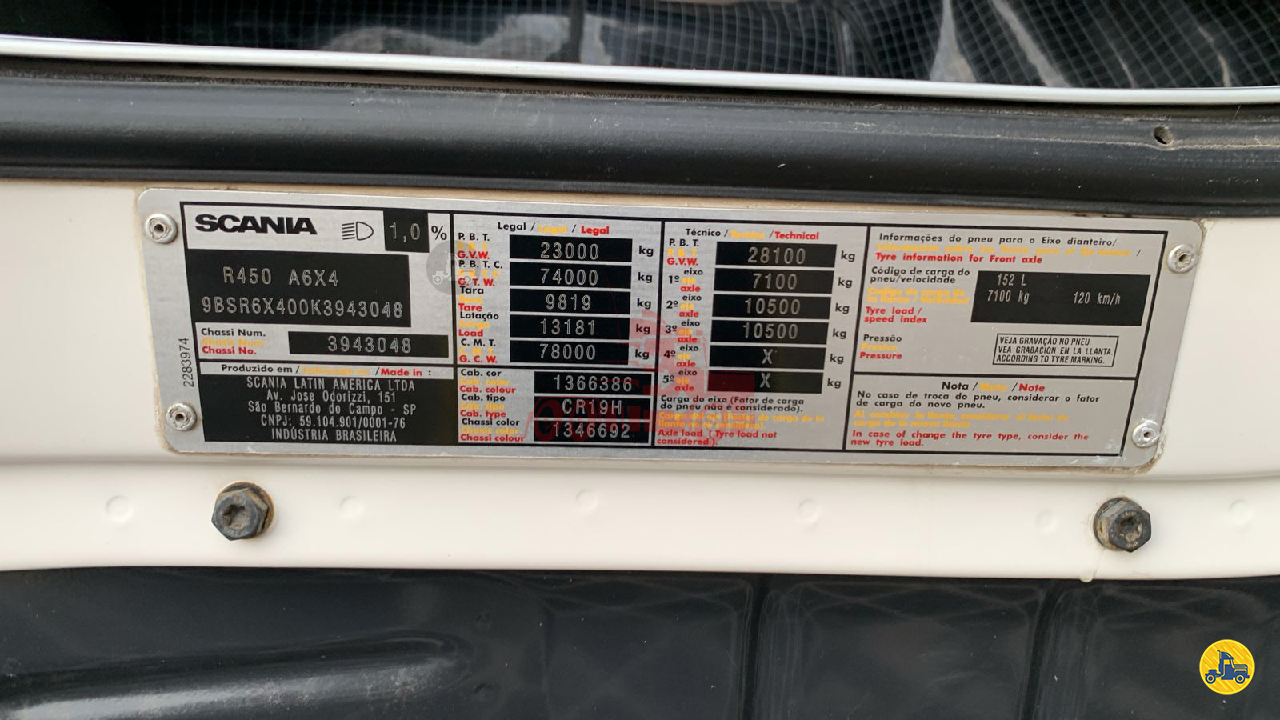 SCANIA 1,0 %
R450 A6X4
9BSR6X400K3943048
Chassi Num.
Chassi No.
3943048
Produzido em / / Made in :
SCANIA LATIN AMERICA LTDA
Av. Jose Odorizzi, 151
São Bernardo do Campo - SP
CNPJ: 59.104.901/0001-76
INDÚSTRIA BRASILEIRA
2283974
Legal / Legal / Legal
P. B. T.
G.V.W.
23000 kg
P. B. T. C.
G. T. W.
74000 kg
Tara
Tare
9819 kg
Lotação
Load
13181 kg
C. M. T.
G. C. W.
78000 kg
Cab. cor
Cab. color
Cab. colour
1366386
Cab. tipo
Cab. tipo
Cab. type
CR19H
Chassi color
Chassi colour
1346692
Técnico / / Technical
P. B. T.
G.V.W.
28100 kg
1º eixo
axle
7100 kg
2º eixo
axle
10500 kg
3º eixo
axle
10500 kg
4º eixo
axle
X kg
5º eixo
axle
X kg
Carga do eixo (Fator de carga
do pneu não é considerado).
Axle load ( Tyre load not
considered ).
Informações do pneu para o Eixo dianteiro/
Tyre information for Front axle
Código de carga do
pneu/velocidade
Tyre load /
speed index
152 L
7100 kg 120 km/h
Pressão
Presión
Pressure
VEJA GRAVAÇÃO NO PNEU
VEA GRABACION EN LA LLANTA
ACCORDING TO TYRE MARKING.
Nota / / Note
No caso de troca do pneu, considerar o fator
de carga do novo pneu.
In case of change the tyre type, consider the
new tyre load.